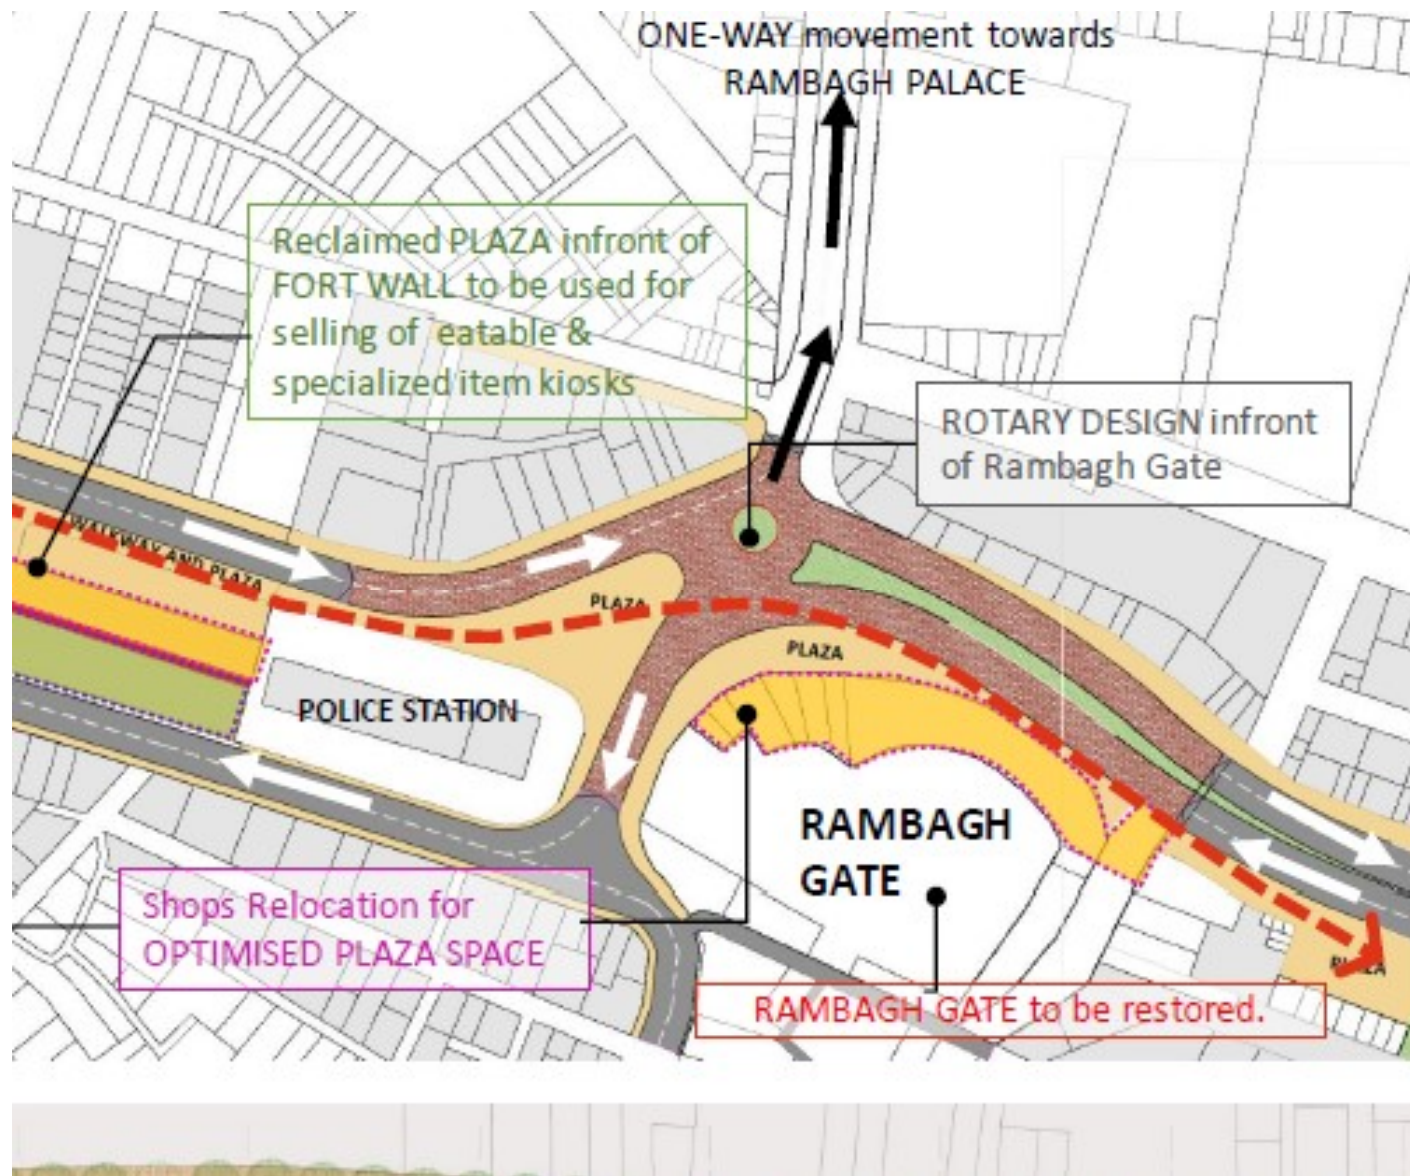 ONE-WAY movement towards
RAMBAGH PALACE
Reclaimed PLAZA infront of
FORT WALL to be used for
selling of eatable &
specialized item kiosks
ROTARY DESIGN infront
of Rambagh Gate
WALKWAY AND PLAZA
PLAZA
PLAZA
POLICE STATION
RAMBAGH
GATE
Shops Relocation for
OPTIMISED PLAZA SPACE
PLAZA
RAMBAGH GATE to be restored.